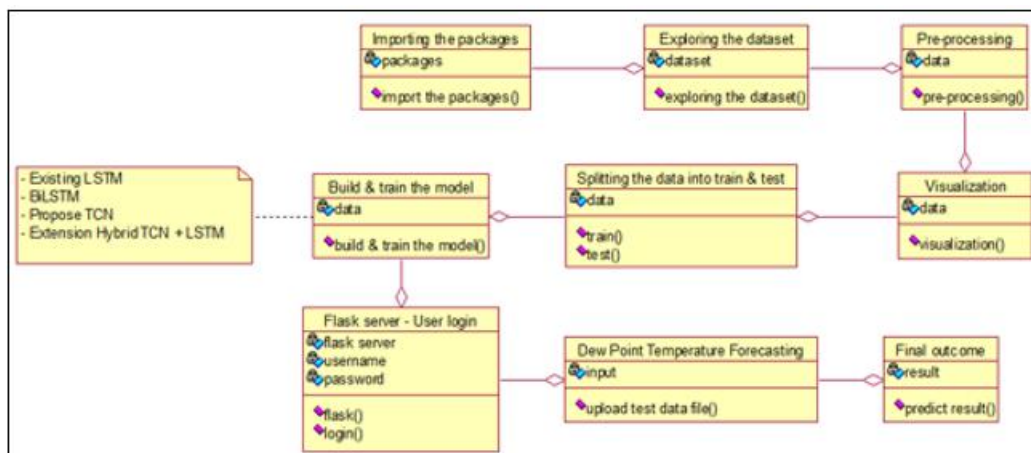 Importing the packages
packages
import the packages()
Exploring the dataset
dataset
exploring the dataset()
Pre-processing
data
pre-processing()
- Existing LSTM
- BiLSTM
- Propose TCN
- Extension Hybrid TCN + LSTM
Build & train the model
data
build & train the model()
Splitting the data into train & test
data
train()
test()
Visualization
data
visualization()
Flask server - User login
flask server
username
password
flask()
login()
Dew Point Temperature Forecasting
input
upload test data file()
Final outcome
result
predict result()